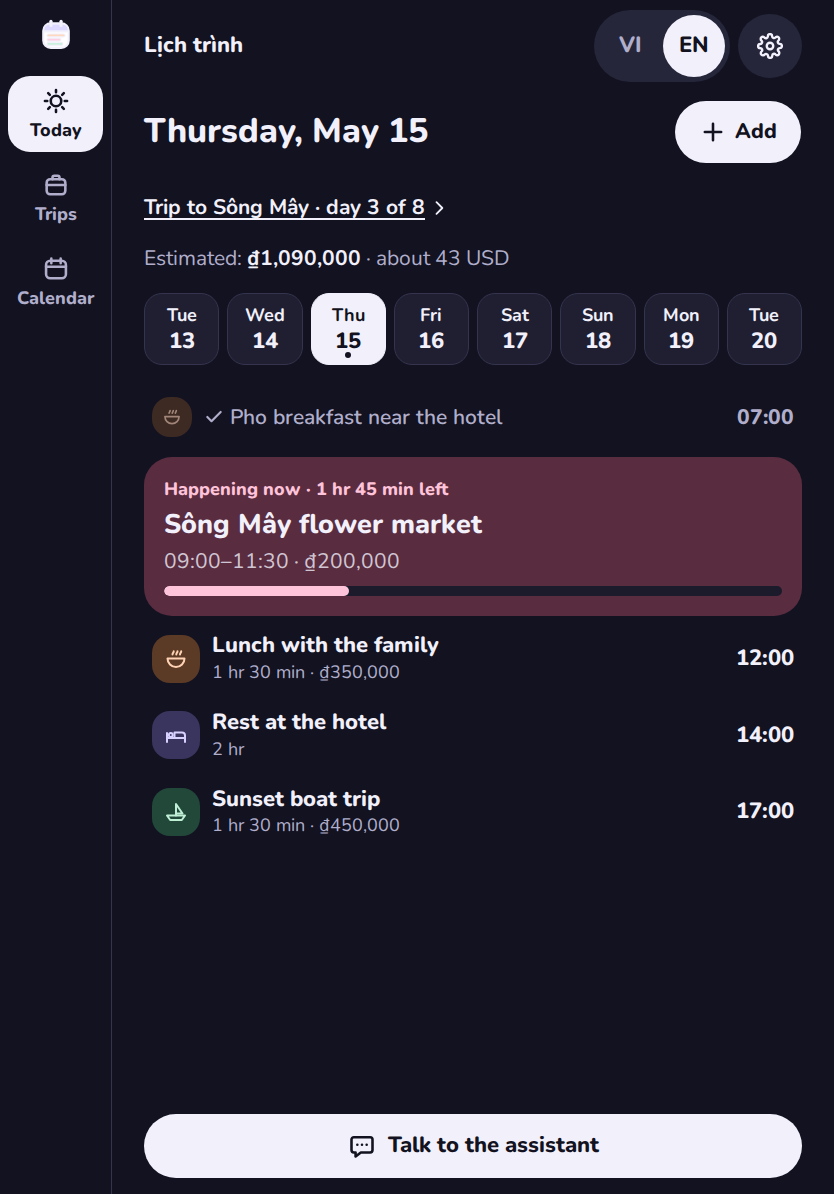 Lịch trình
VI
EN
Today
Trips
Calendar
Thursday, May 15
Add
Trip to Sông Mây · day 3 of 8
Estimated: ₫1,090,000 · about 43 USD
Tue
13
Wed
14
Thu
15
Fri
16
Sat
17
Sun
18
Mon
19
Tue
20
Pho breakfast near the hotel
07:00
Happening now · 1 hr 45 min left
Sông Mây flower market
09:00–11:30 · ₫200,000
Lunch with the family
1 hr 30 min · ₫350,000
12:00
Rest at the hotel
2 hr
14:00
Sunset boat trip
1 hr 30 min · ₫450,000
17:00
Talk to the assistant